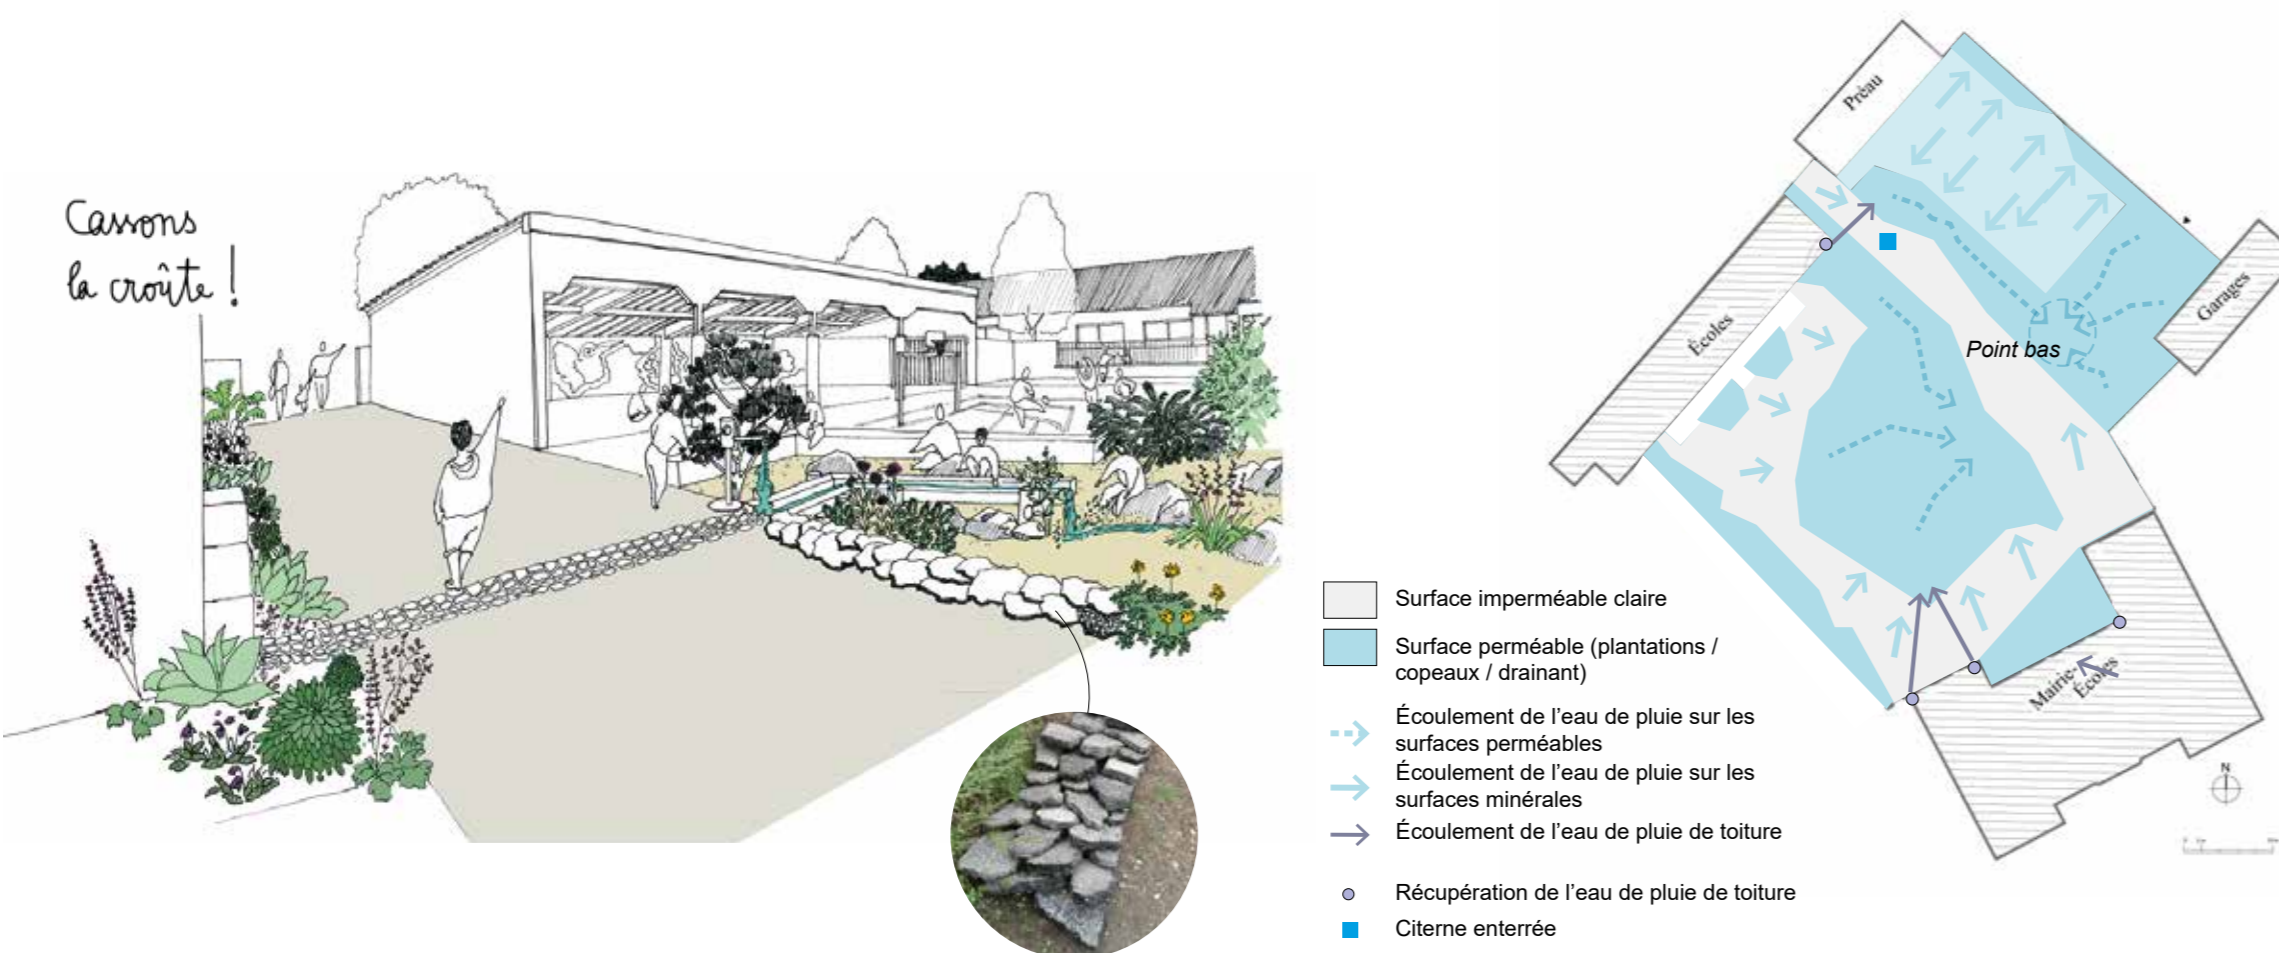 Cassons
la croûte !
Préau
Écoles
Point bas
Garages
Mairie-
Écoles
N
Surface imperméable claire
Surface perméable (plantations /
copeaux / drainant)
Écoulement de l'eau de pluie sur les
surfaces perméables
Écoulement de l'eau de pluie sur les
surfaces minérales
Écoulement de l'eau de pluie de toiture
Récupération de l'eau de pluie de toiture
Citerne enterrée